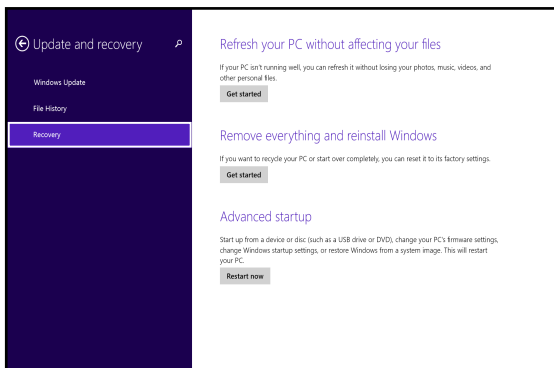 Update and recovery
Windows Update
File History
Recovery
Refresh your PC without affecting your files
If your PC isn't running well, you can refresh it without losing your photos, music, videos, and
other personal files.
Get started
Remove everything and reinstall Windows
If you want to recycle your PC or start over completely, you can reset it to its factory settings.
Get started
Advanced startup
Start up from a device or disc (such as a USB drive or DVD), change your PC's firmware settings,
change Windows startup settings, or restore Windows from a system image. This will restart
your PC.
Restart now